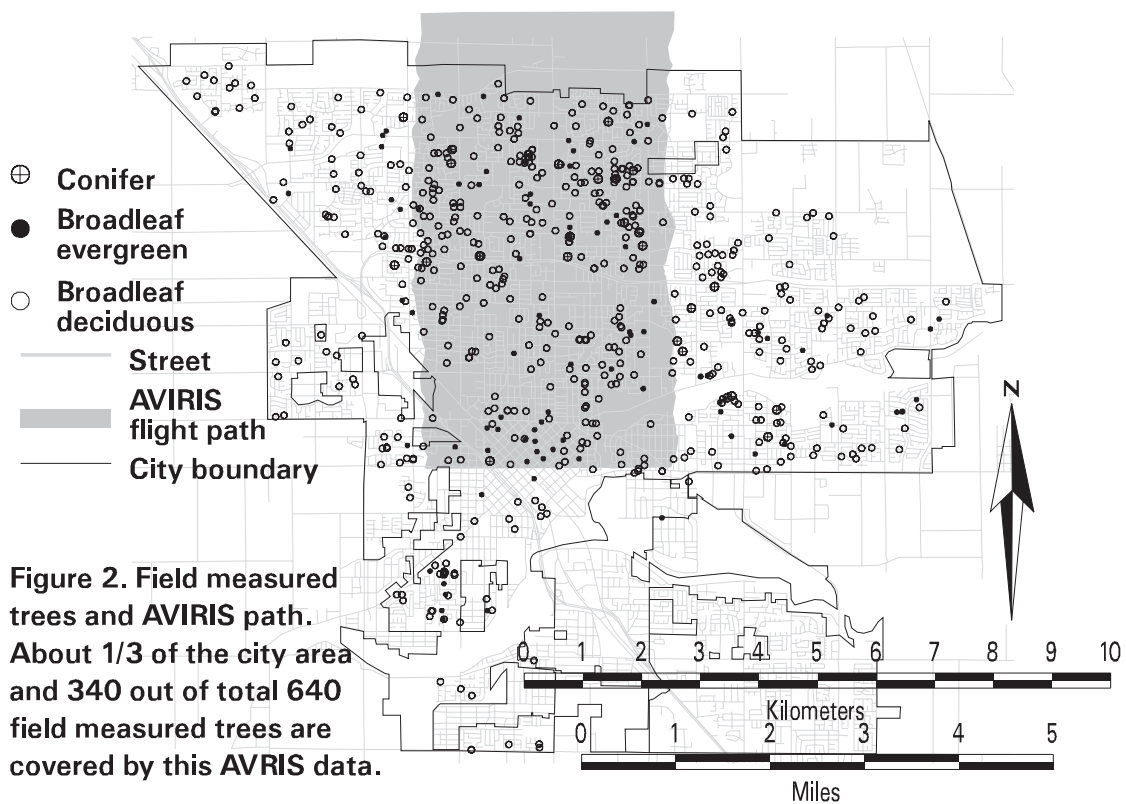 Conifer
Broadleaf
evergreen
Broadleaf
deciduous
Street
AVIRIS
flight path
City boundary
N
Figure 2. Field measured
trees and AVIRIS path.
About 1/3 of the city area
and 340 out of total 640
field measured trees are
covered by this AVRIS data.
0 1 2 3 4 5 6 7 8 9 10
Kilometers
0 1 2 3 4 5
Miles